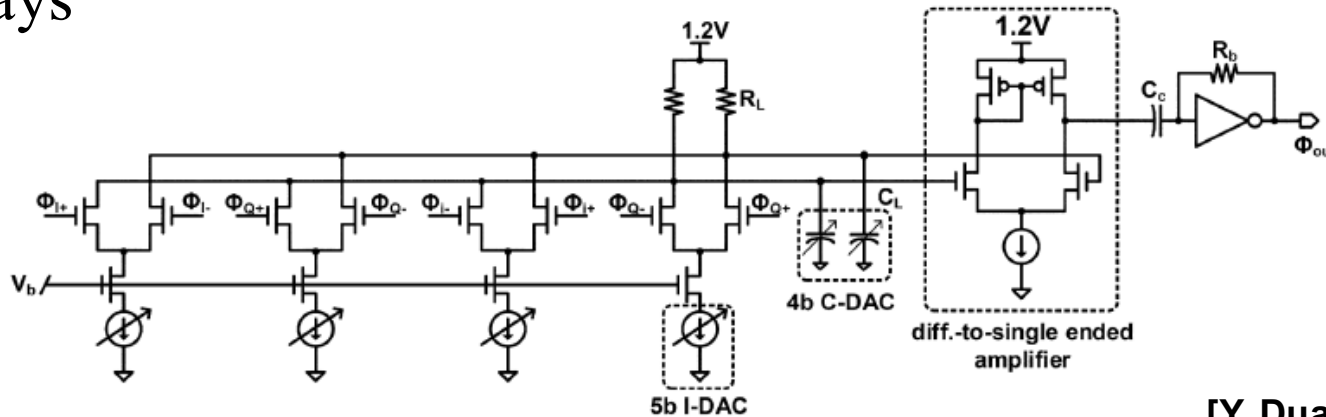 1.2V
1.2V
R_b
R_L
C_c
Φ_I+
Φ_I-
Φ_Q+
Φ_Q-
Φ_i-
Φ_i+
Φ_Q-
Φ_Q+
C_L
V_b
4b C-DAC
diff.-to-single ended
amplifier
5b I-DAC